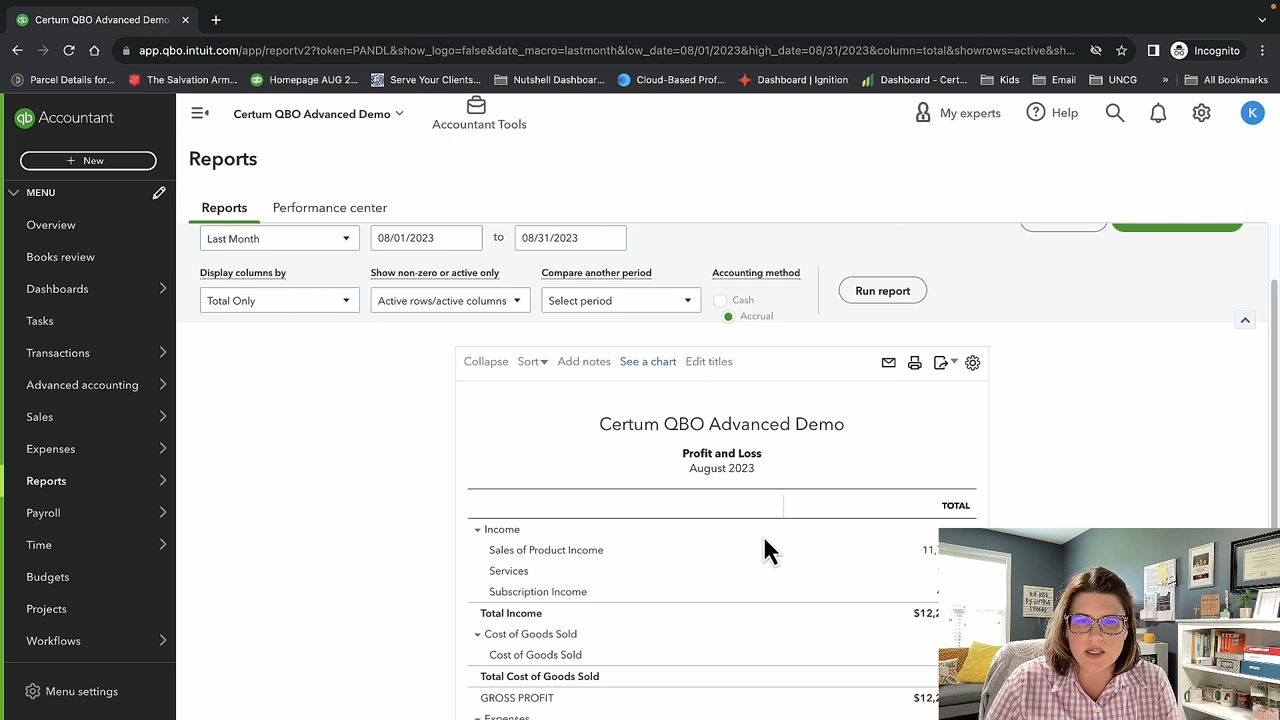 Certum QBO Advanced Demo
app.qbo.intuit.com/app/reportv2?token=PANDL&show_logo=false&date_macro=lastmonth&low_date=08/01/2023&high_date=08/31/2023&column=total&showrows=active&sh... Incognito
Parcel Details for... The Salvation Arm... Homepage AUG 2... Serve Your Clients... Nutshell Dashboar... Cloud-Based Prof... Dashboard | Ignition Dashboard - Cert... Kids Email UNCG » All Bookmarks
qb Accountant
Certum QBO Advanced Demo
Accountant Tools
My experts
Help
K
+ New
Reports
MENU
Reports Performance center
Overview
Books review
Dashboards
Tasks
Transactions
Advanced accounting
Sales
Expenses
Reports
Payroll
Time
Budgets
Projects
Workflows
Menu settings
Last Month 08/01/2023 to 08/31/2023
Display columns by Show non-zero or active only Compare another period Accounting method
Total Only Active rows/active columns Select period Cash
Accrual
Run report
Collapse Sort Add notes See a chart Edit titles
Certum QBO Advanced Demo
Profit and Loss
August 2023
TOTAL
Income
Sales of Product Income 11,
Services
Subscription Income
Total Income $12,2
Cost of Goods Sold
Cost of Goods Sold
Total Cost of Goods Sold
GROSS PROFIT $12,2
Expenses